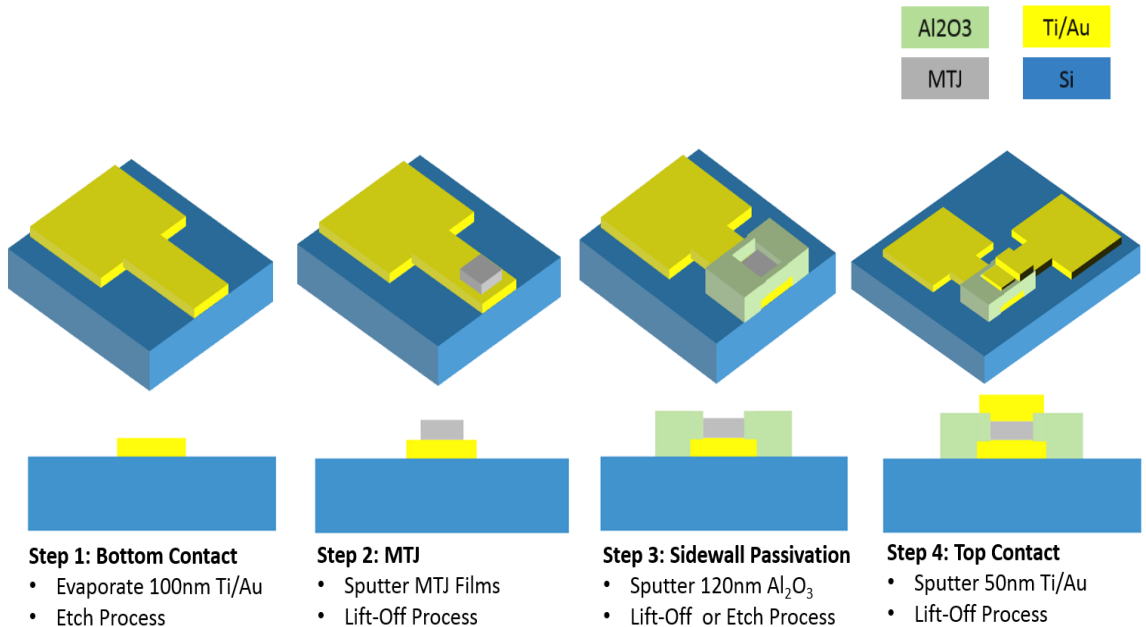 Al2O3
Ti/Au
MTJ
Si
Step 1: Bottom Contact
• Evaporate 100nm Ti/Au
• Etch Process
Step 2: MTJ
• Sputter MTJ Films
• Lift-Off Process
Step 3: Sidewall Passivation
• Sputter 120nm Al₂O₃
• Lift-Off or Etch Process
Step 4: Top Contact
• Sputter 50nm Ti/Au
• Lift-Off Process